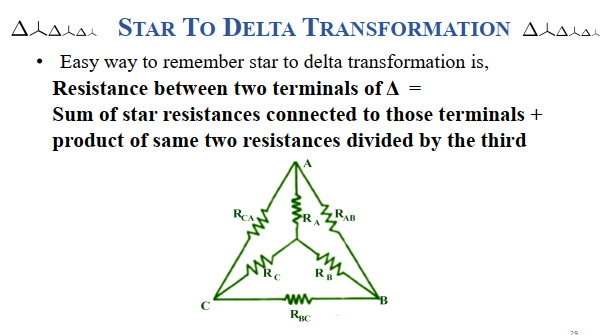 STAR TO DELTA TRANSFORMATION
• Easy way to remember star to delta transformation is,
Resistance between two terminals of Δ =
Sum of star resistances connected to those terminals +
product of same two resistances divided by the third
A
RCA
RA
RAB
RC
RB
C
B
RBC
29